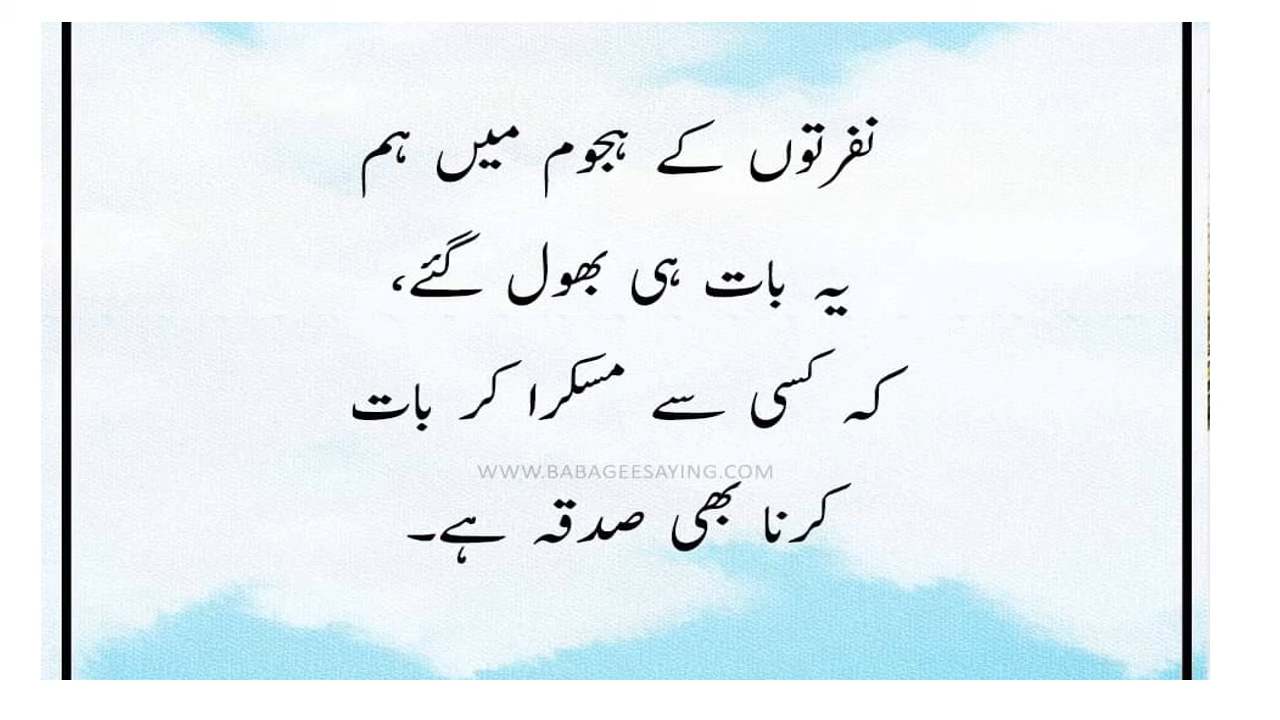 نفرتوں کے ہجوم میں ہم
یہ بات ہی بھول گئے،
کہ کسی سے مسکرا کر بات
WWW.BABAGEESAYING.COM
کرنا بھی صدقہ ہے۔